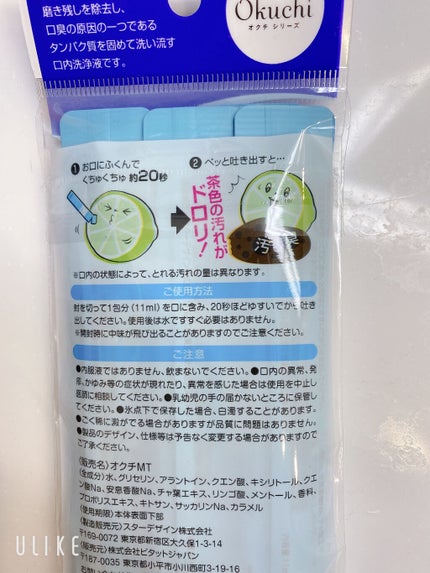 磨き残しを除去し、
口臭の原因の一つである
タンパク質を固めて洗い流す
口内洗浄液です。
Okuchi
オクチ シリーズ
❶お口にふくんで
くちゅくちゅ 約20秒
❷ ペッと吐き出すと…
茶色の汚れが
ドロリ!
汚
※口内の状態によって、とれる汚れの量は異なります。
ご使用方法
封を切って1包分(11ml)を口に含み、20秒ほどゆすいでから吐き
出してください。使用後は水ですすぐ必要はありません。
※開封時に中味が飛び出ることがありますのでご注意ください。
ご注意
●内服液ではありません、飲まないでください。●口内の異常、発
疹、かゆみ等の症状が現れたり、異常を感じた場合は使用を中止し
医師に相談してください。●乳幼児の手の届かないところに保管し
てください。●氷点下で保存した場合、白濁することがあります。
●ごく稀に澱がでる場合がありますが品質に問題はありません。
●製品のデザイン、仕様等は予告なく変更する場合がありますので
ご了承ください。
〈販売名〉オクチMT
〈全成分〉水、グリセリン、アラントイン、クエン酸、キシリトール、クエ
ン酸Na、安息香酸Na、チャ葉エキス、リンゴ酸、メントール、香料、
プロポリスエキス、キトサン、サッカリンNa、カラメル
〈使用期限〉本体表面下部
〈製造販売元〉スターデザイン株式会社
〒169-0072 東京都新宿区大久保1-3-14
〈販売元〉株式会社ビタットジャパン
〒187-0035 東京都小平市小川西町3-19-16
ULIKE